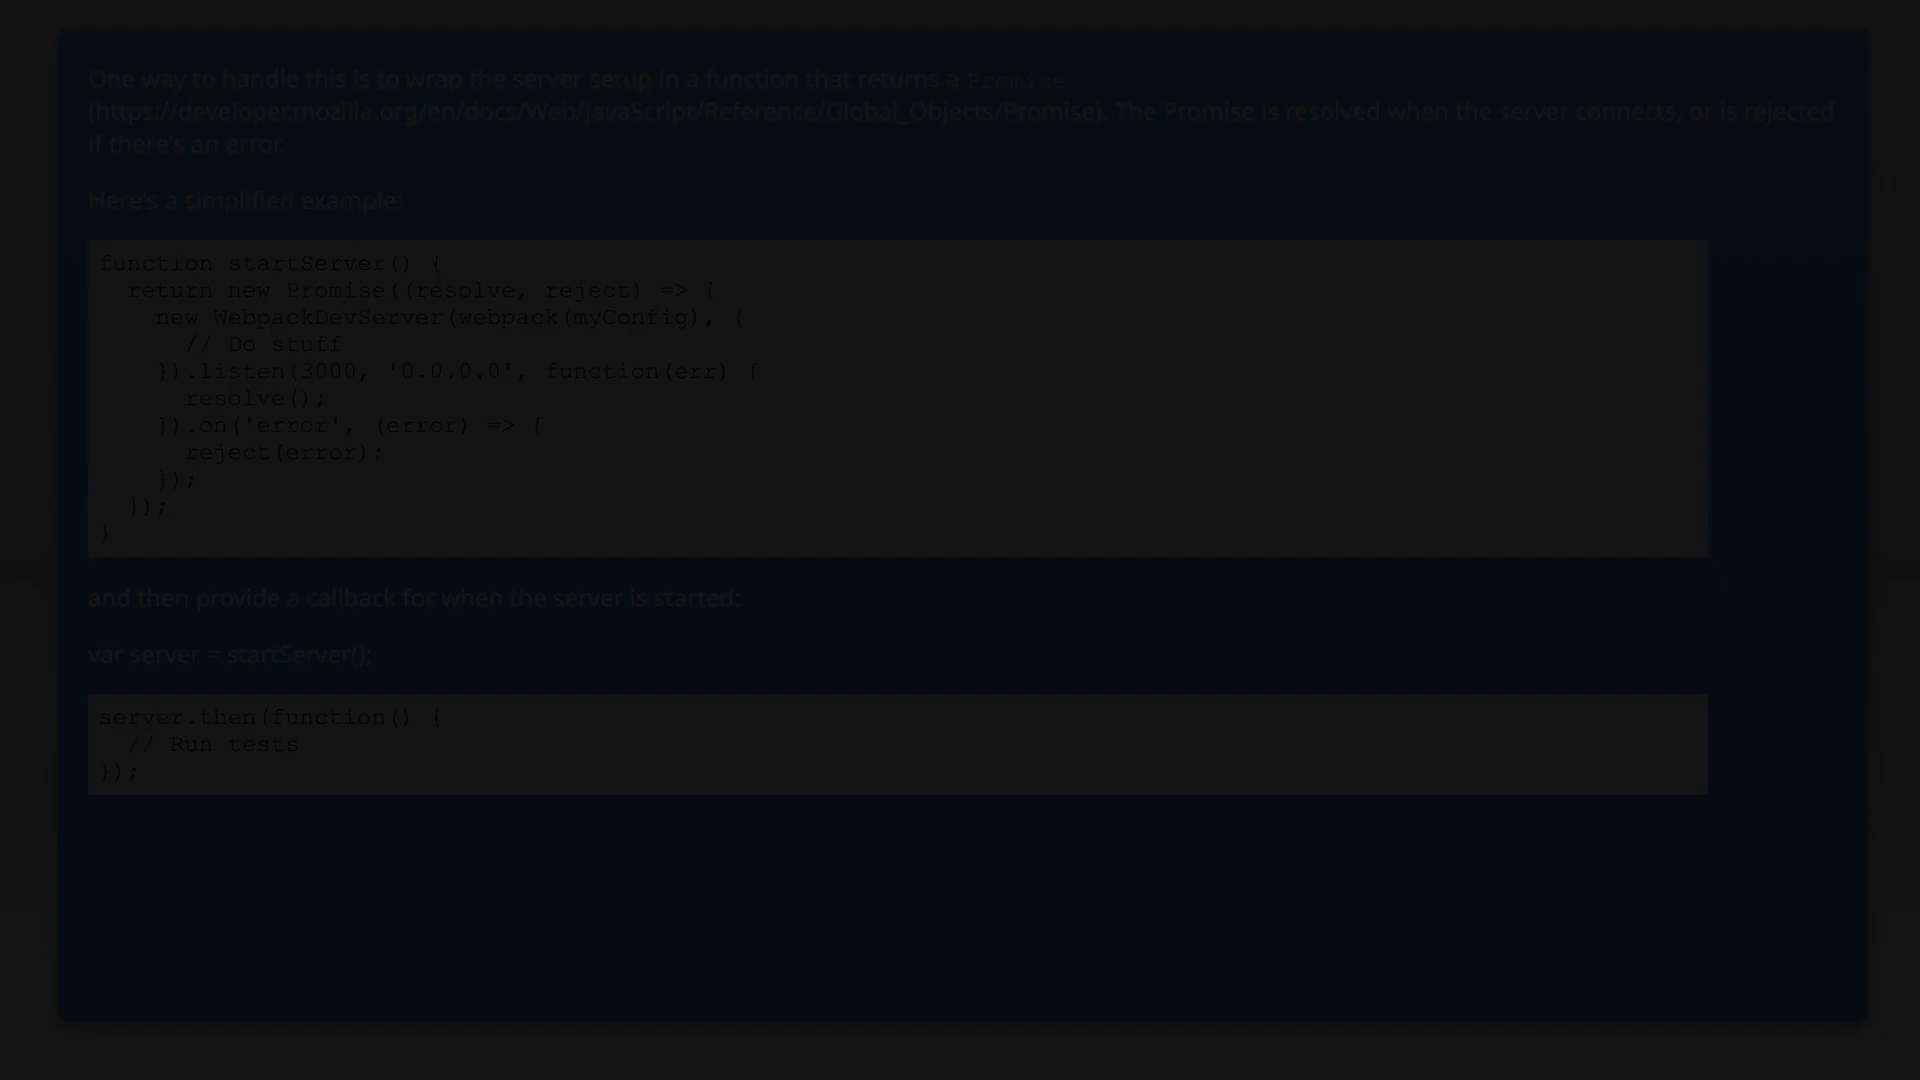 One way to handle this is to wrap the server setup in a function that returns a Promise
(https://developer.mozilla.org/en/docs/Web/JavaScript/Reference/Global_Objects/Promise). The Promise is resolved when the server connects, or is rejected
if there's an error.
Here's a simplified example:
function startServer() {
  return new Promise((resolve, reject) => {
    new WebpackDevServer(webpack(myConfig), {
      // Do stuff
    }).listen(3000, '0.0.0.0', function(err) {
      resolve();
    }).on('error', (error) => {
      reject(error);
    });
  });
}
and then provide a callback for when the server is started:
var server = startServer();
server.then(function() {
  // Run tests
});